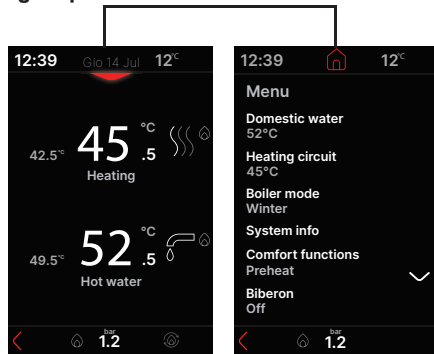 12:39 Gio 14 Jul 12°C
42.5°C 45 °C .5
Heating
49.5°C 52 °C .5
Hot water
bar
1.2
12:39 12°C
Menu
Domestic water
52°C
Heating circuit
45°C
Boiler mode
Winter
System info
Comfort functions
Preheat
Biberon
Off
bar
1.2